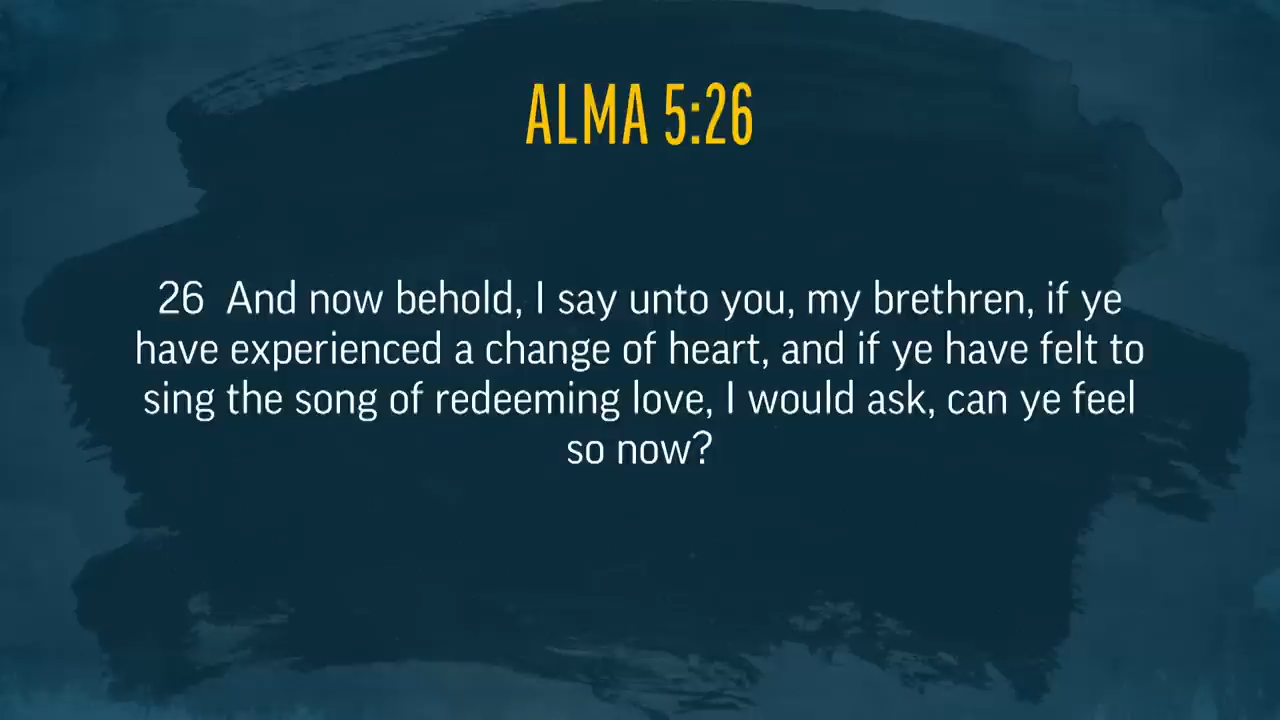 ALMA 5:26
26 And now behold, I say unto you, my brethren, if ye
have experienced a change of heart, and if ye have felt to
sing the song of redeeming love, I would ask, can ye feel
so now?